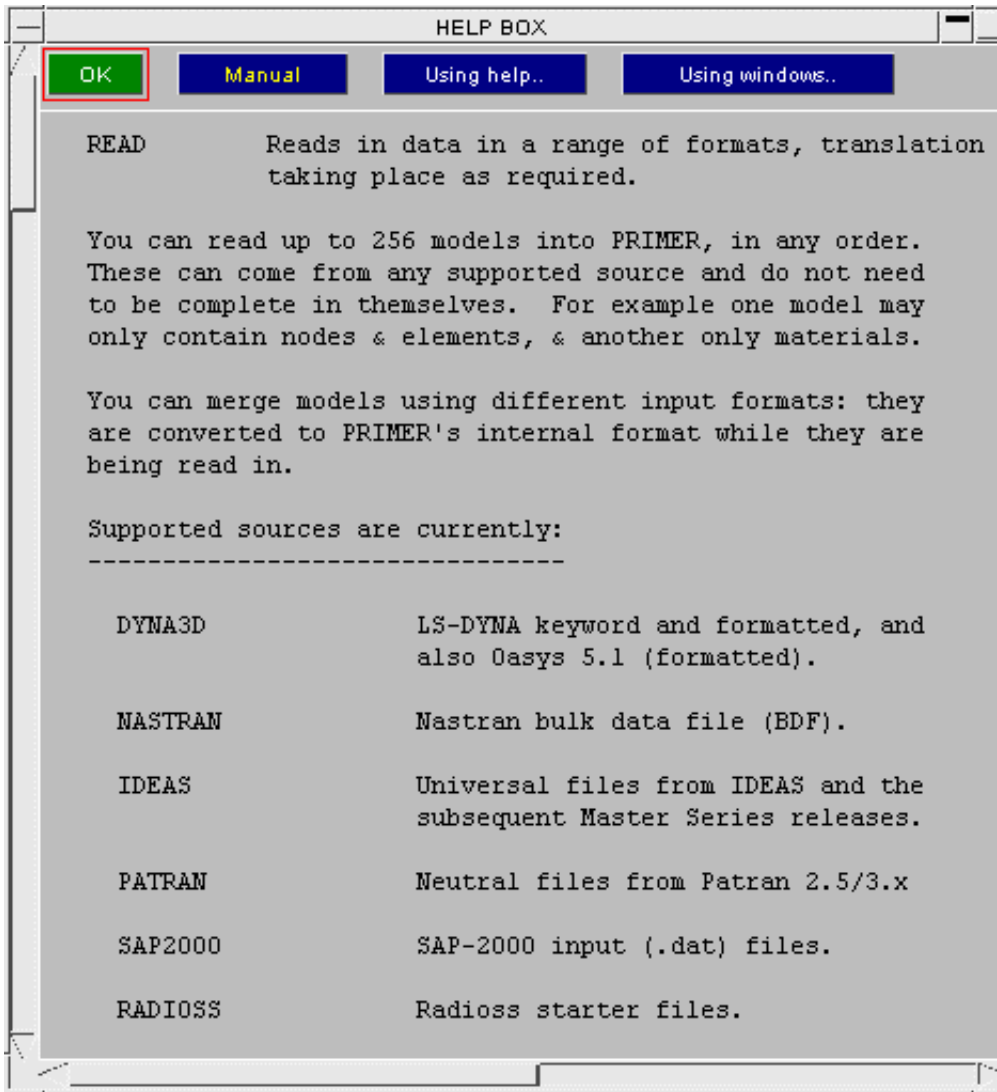 HELP BOX
OK Manual Using help.. Using windows..
READ Reads in data in a range of formats, translation
taking place as required.
You can read up to 256 models into PRIMER, in any order.
These can come from any supported source and do not need
to be complete in themselves. For example one model may
only contain nodes & elements, & another only materials.
You can merge models using different input formats: they
are converted to PRIMER's internal format while they are
being read in.
Supported sources are currently:
--------------------------------
DYNA3D LS-DYNA keyword and formatted, and
also Oasys 5.1 (formatted).
NASTRAN Nastran bulk data file (BDF).
IDEAS Universal files from IDEAS and the
subsequent Master Series releases.
PATRAN Neutral files from Patran 2.5/3.x
SAP2000 SAP-2000 input (.dat) files.
RADIOSS Radioss starter files.